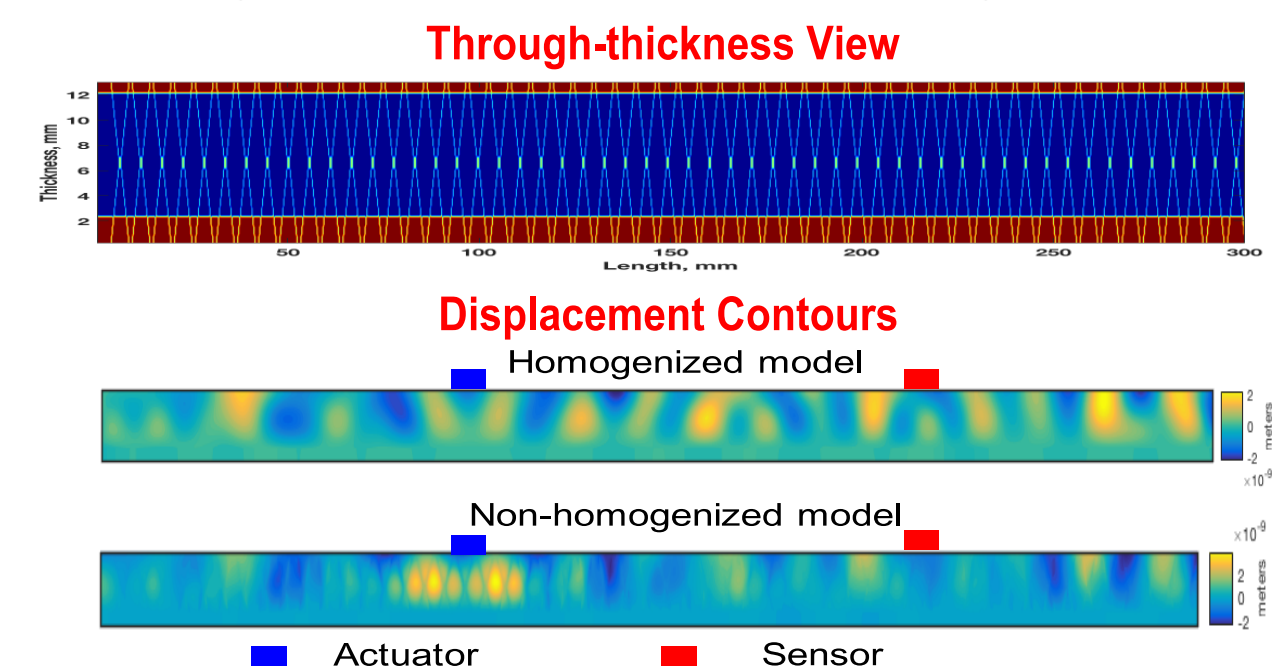 Through-thickness View
12
10
8
6
4
2
Thickness, mm
50 100 150 200 250 300
Length, mm
Displacement Contours
Homogenized model
2
0
-2
meters
×10-9
Non-homogenized model
×10-9
2
0
-2
meters
Actuator Sensor